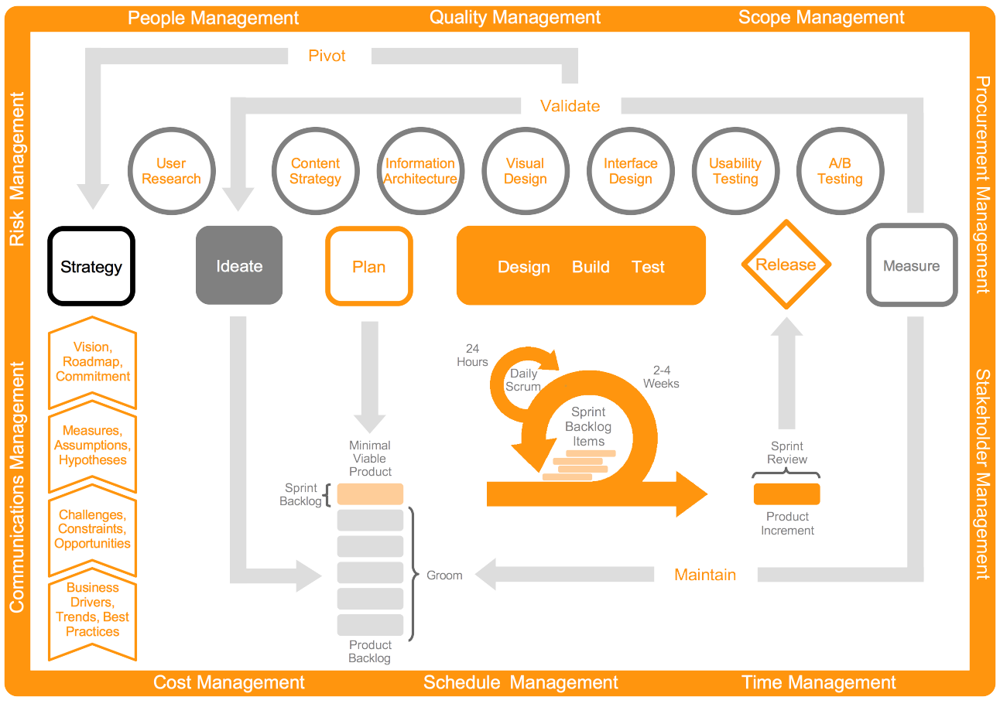 People Management
Quality Management
Scope Management
Risk  Management
Communications Management
Procurement Management
Stakeholder Management
Pivot
Validate
User
Research
Content
Strategy
Information
Architecture
Visual
Design
Interface
Design
Usability
Testing
A/B
Testing
Strategy
Ideate
Plan
Design Build Test
Release
Measure
Vision,
Roadmap,
Commitment
Measures,
Assumptions,
Hypotheses
Challenges,
Constraints,
Opportunities
Business
Drivers,
Trends, Best
Practices
Minimal
Viable
Product
Sprint
Backlog
Groom
Product
Backlog
24
Hours
Daily
Scrum
2-4
Weeks
Sprint
Backlog
Items
Sprint
Review
Product
Increment
Maintain
Cost Management
Schedule  Management
Time Management